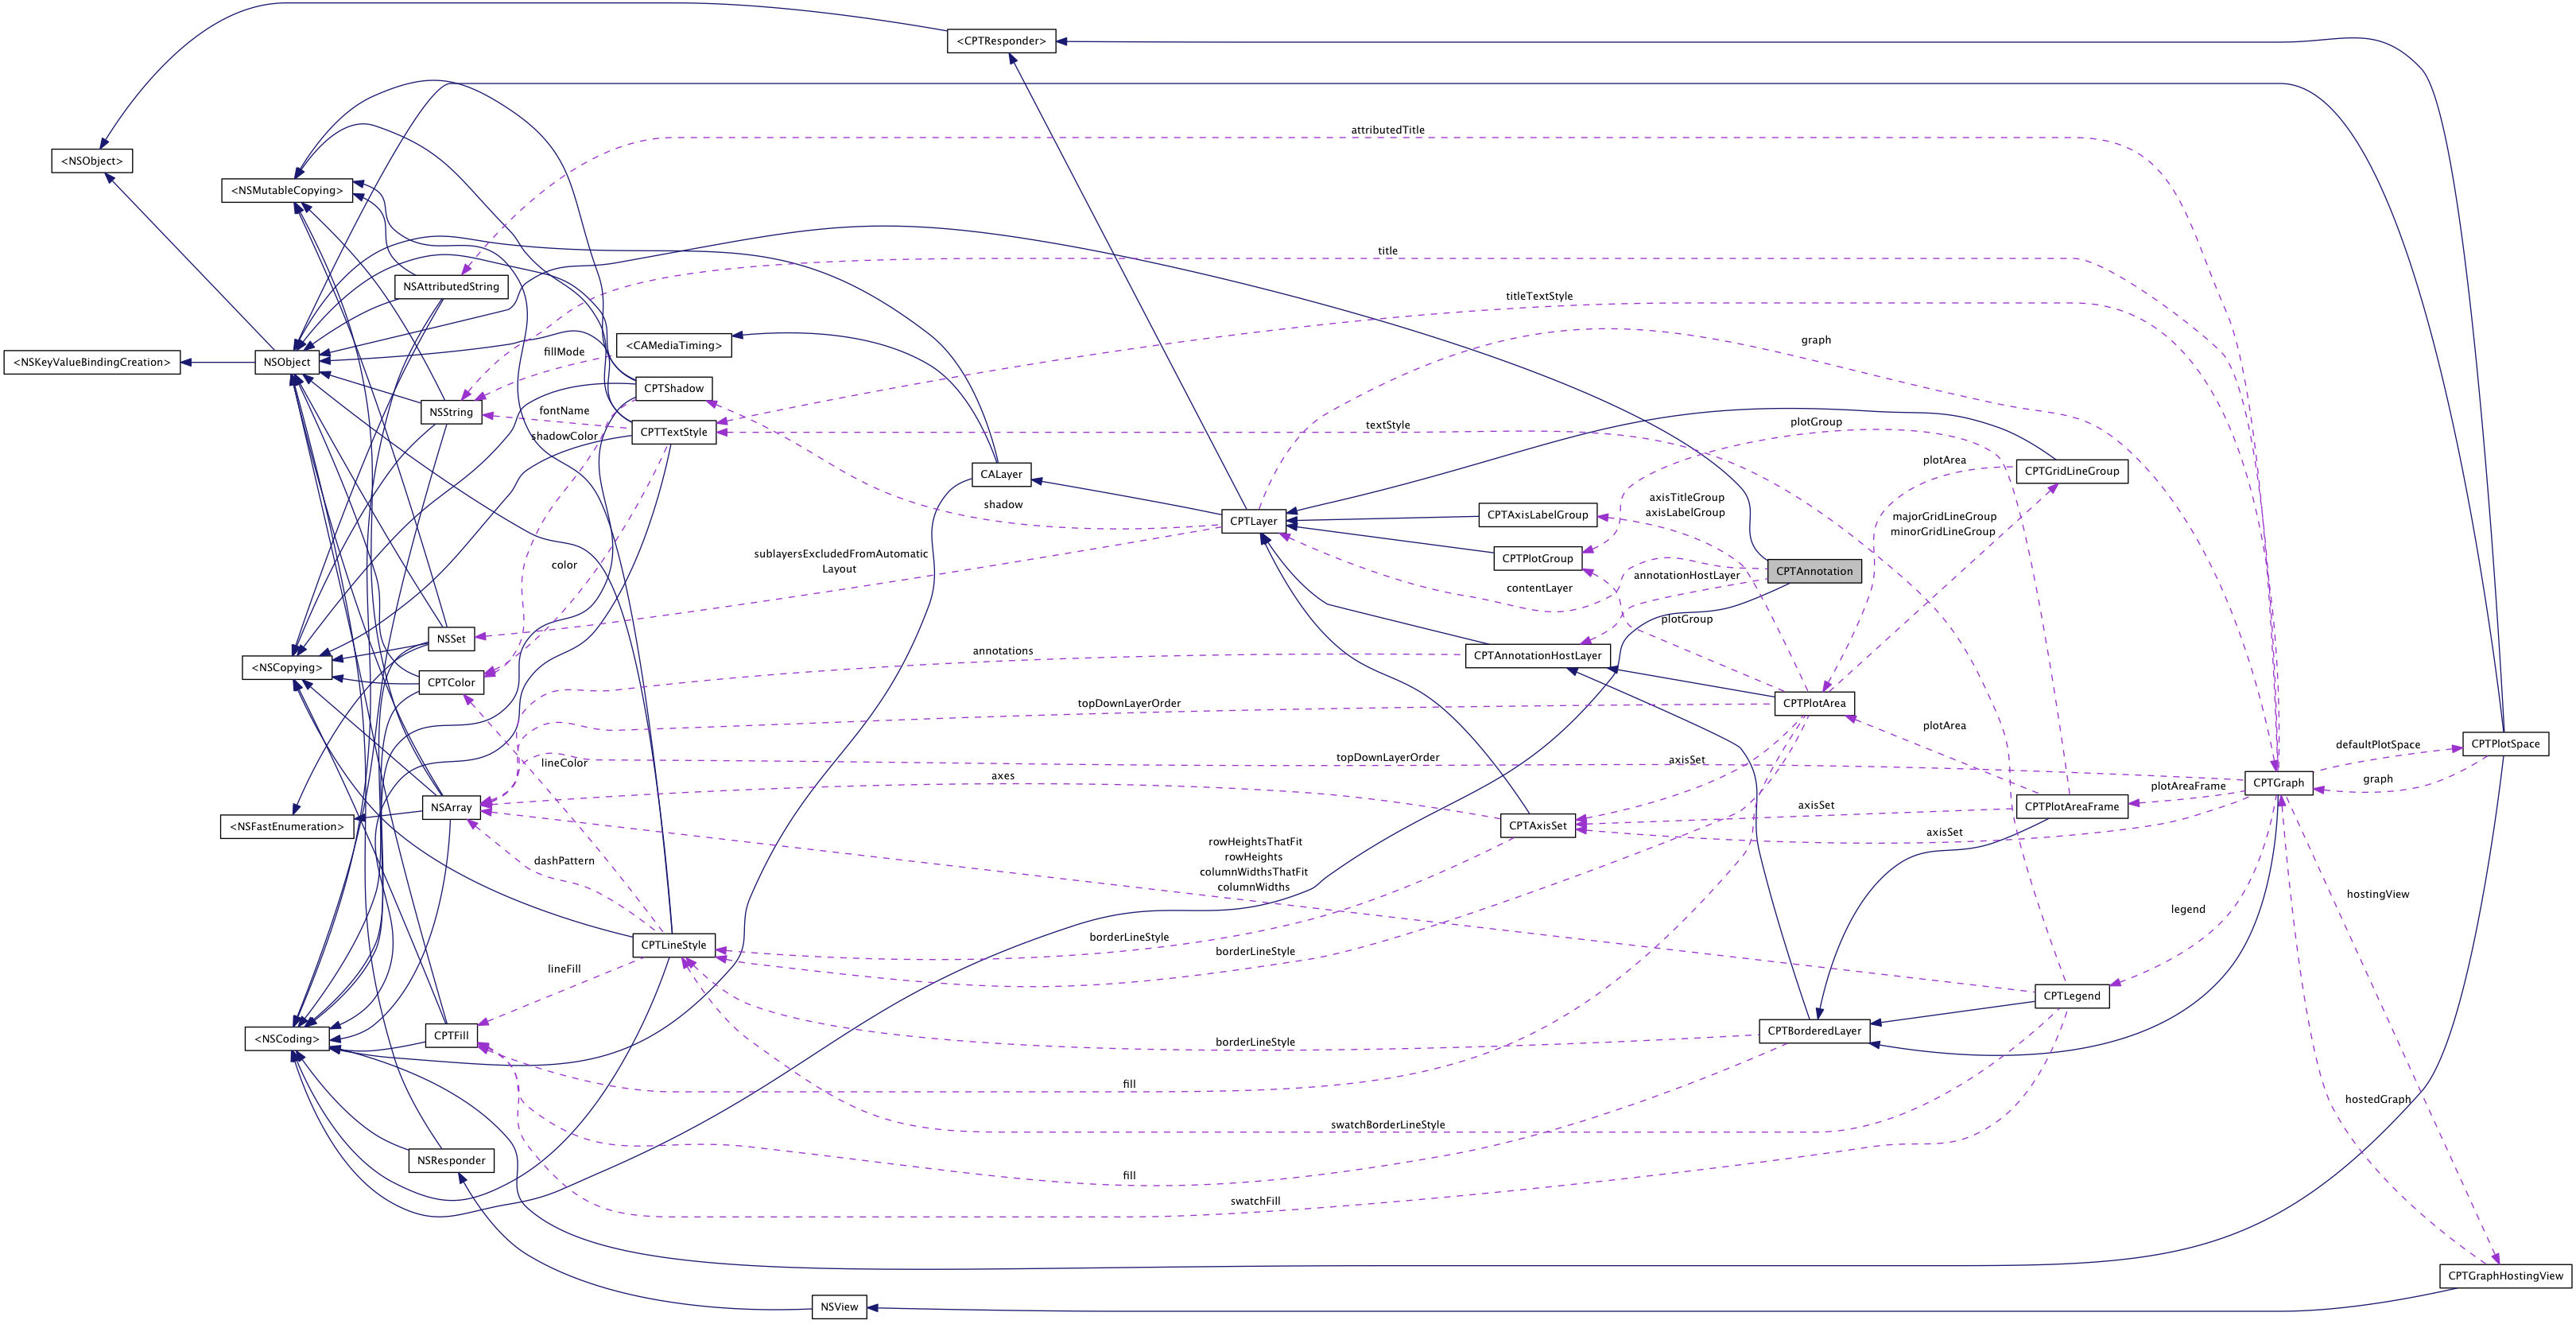 <CPTResponder>
attributedTitle
<NSObject>
<NSMutableCopying>
title
NSAttributedString
titleTextStyle
<CAMediaTiming>
graph
fillMode
<NSKeyValueBindingCreation>
NSObject
CPTShadow
NSString
fontName
CPTTextStyle
textStyle
plotGroup
shadowColor
plotArea
CPTGridLineGroup
CALayer
shadow
axisTitleGroup
axisLabelGroup
CPTAxisLabelGroup
CPTLayer
majorGridLineGroup
minorGridLineGroup
sublayersExcludedFromAutomatic
Layout
CPTPlotGroup
color
CPTAnnotation
annotationHostLayer
contentLayer
plotGroup
NSSet
annotations
CPTAnnotationHostLayer
<NSCopying>
CPTColor
topDownLayerOrder
CPTPlotArea
plotArea
defaultPlotSpace
CPTPlotSpace
lineColor
topDownLayerOrder
axisSet
axes
graph
CPTGraph
plotAreaFrame
NSArray
axisSet
CPTPlotAreaFrame
<NSFastEnumeration>
CPTAxisSet
axisSet
rowHeightsThatFit
rowHeights
columnWidthsThatFit
columnWidths
dashPattern
hostingView
legend
borderLineStyle
CPTLineStyle
borderLineStyle
lineFill
CPTLegend
CPTFill
<NSCoding>
CPTBorderedLayer
borderLineStyle
fill
hostedGraph
swatchBorderLineStyle
NSResponder
fill
swatchFill
CPTGraphHostingView
NSView